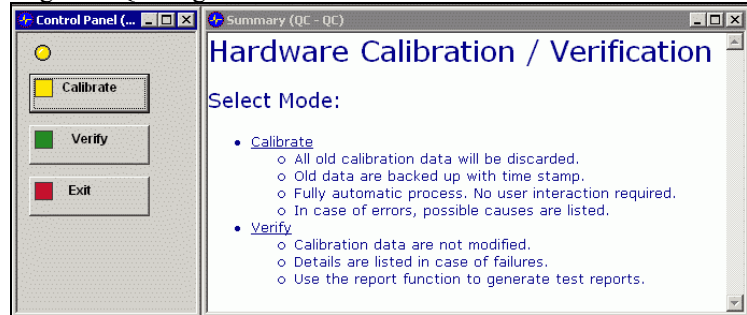 Control Panel (...
Calibrate
Verify
Exit
Summary (QC - QC)
Hardware Calibration / Verification
Select Mode:
Calibrate
All old calibration data will be discarded.
Old data are backed up with time stamp.
Fully automatic process. No user interaction required.
In case of errors, possible causes are listed.
Verify
Calibration data are not modified.
Details are listed in case of failures.
Use the report function to generate test reports.